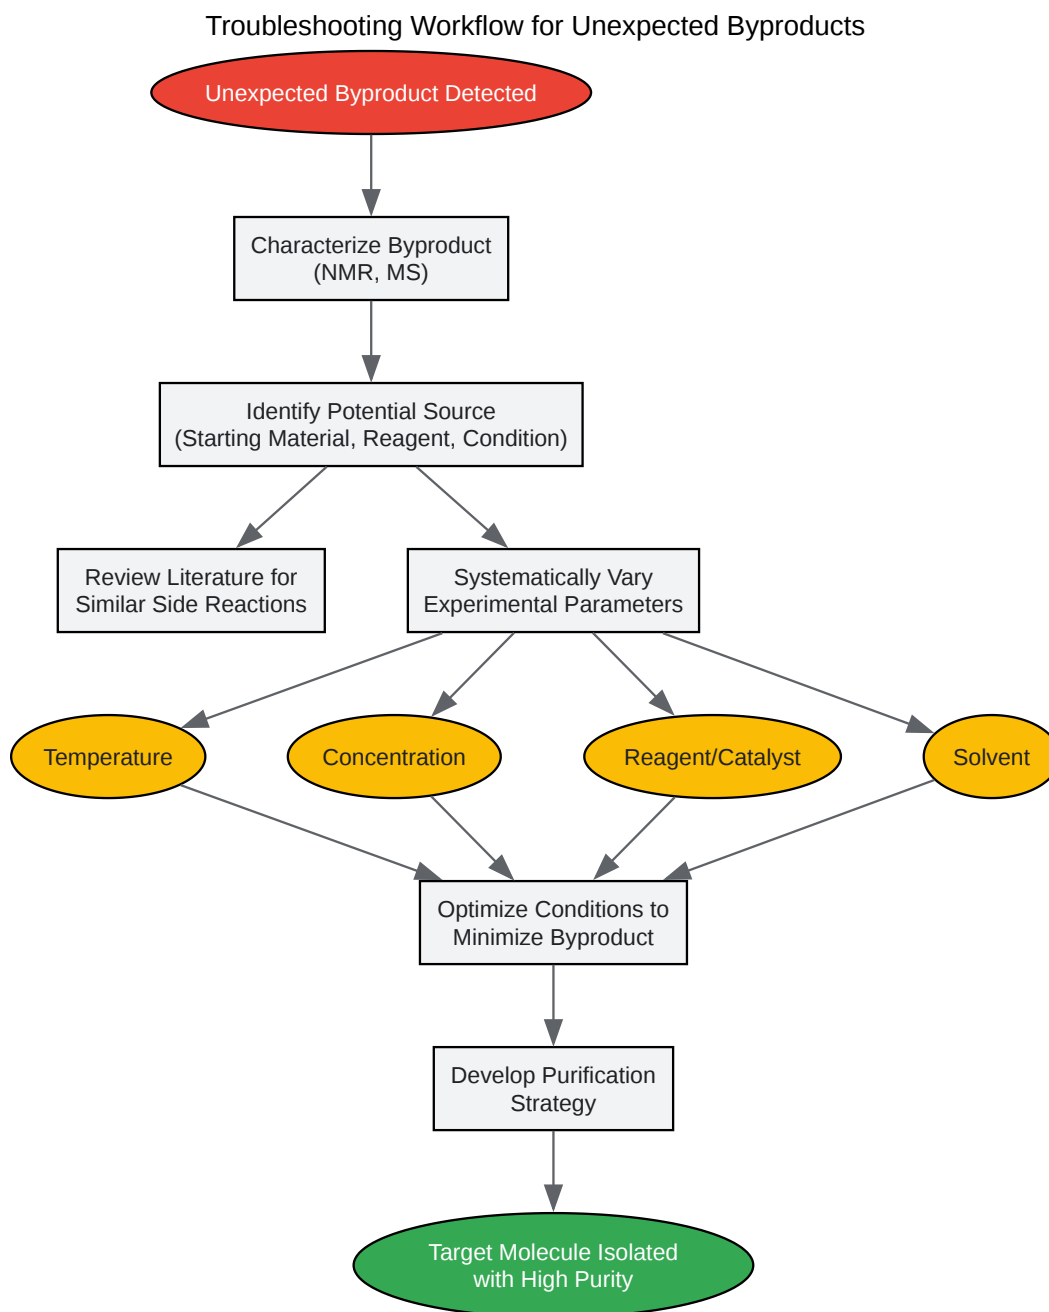 Troubleshooting Workflow for Unexpected Byproducts
Unexpected Byproduct Detected
Characterize Byproduct
(NMR, MS)
Identify Potential Source
(Starting Material, Reagent, Condition)
Review Literature for
Similar Side Reactions
Systematically Vary
Experimental Parameters
Temperature
Concentration
Reagent/Catalyst
Solvent
Optimize Conditions to
Minimize Byproduct
Develop Purification
Strategy
Target Molecule Isolated
with High Purity